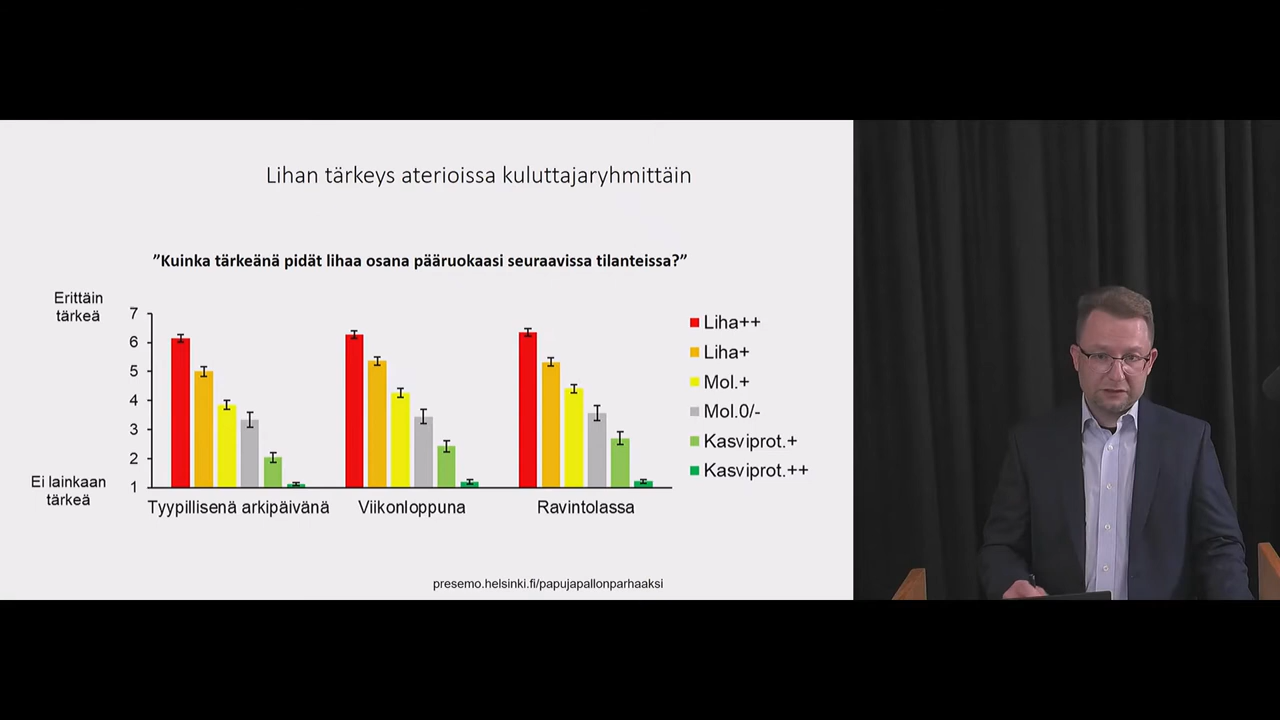 Lihan tärkeys aterioissa kuluttajaryhmittäin
”Kuinka tärkeänä pidät lihaa osana pääruokaasi seuraavissa tilanteissa?”
Erittäin
tärkeä
7
6
5
4
3
2
1
Ei lainkaan
tärkeä
Tyypillisenä arkipäivänä
Viikonloppuna
Ravintolassa
Liha++
Liha+
Mol.+
Mol.0/-
Kasviprot.+
Kasviprot.++
presemo.helsinki.fi/papujapallonparhaaksi